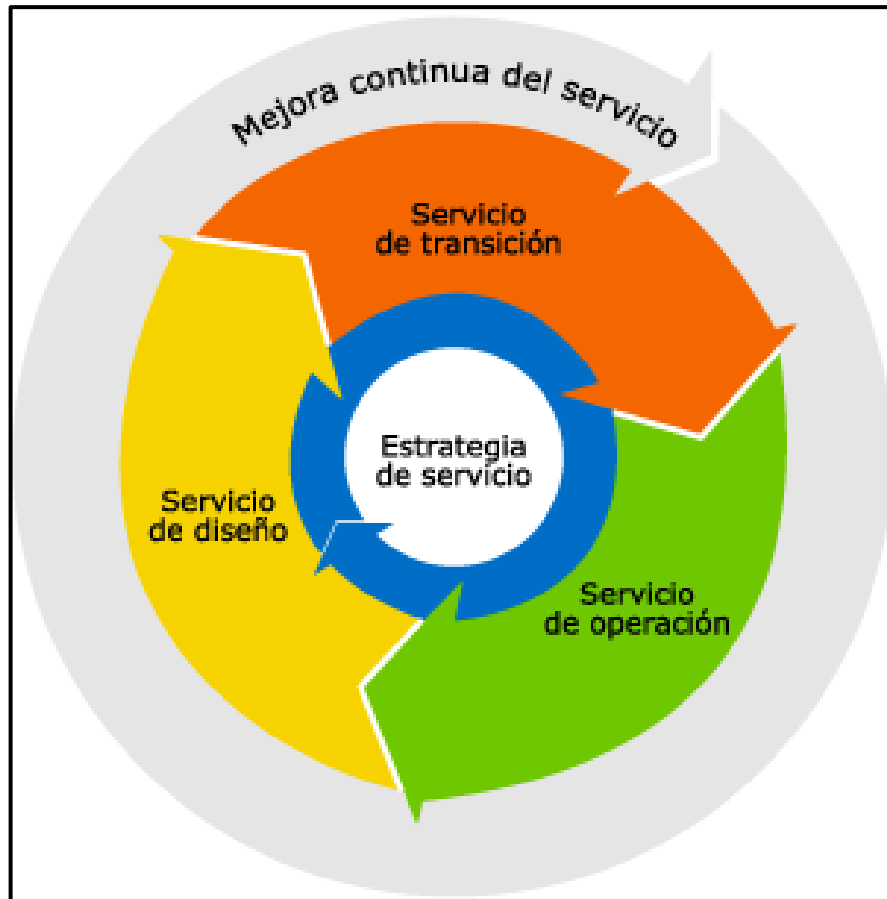 Mejora continua del servicio
Servicio
de transición
Estrategia
de servicio
Servicio
de diseño
Servicio
de operación